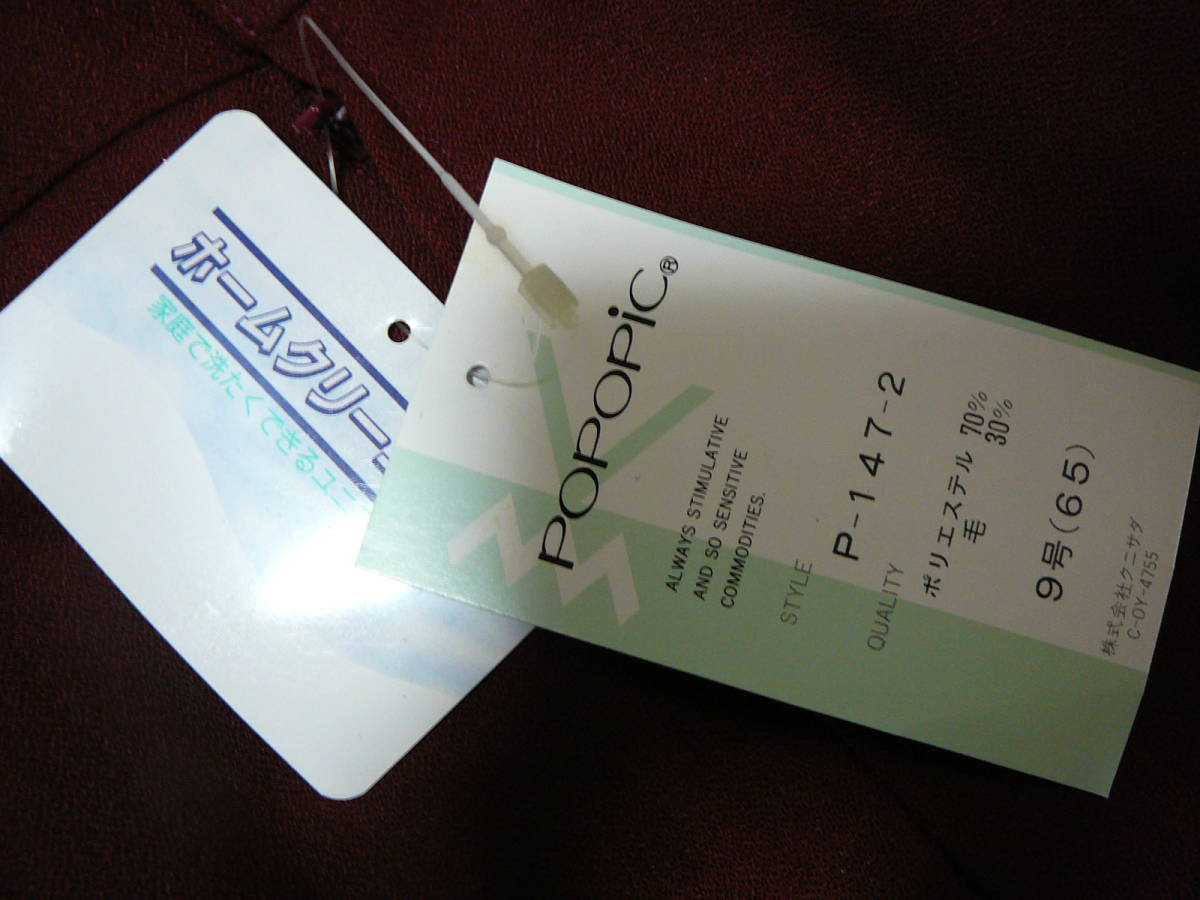 ホームクリー
家庭で洗たくできるユニ
POPOPiC®
ALWAYS STIMULATIVE
AND SO SENSITIVE
COMMODITIES.
STYLE
P-147-2
QUALITY
ポリエステル 70%
毛 30%
9号(65)
株式会社クニサダ
C-OY-4755